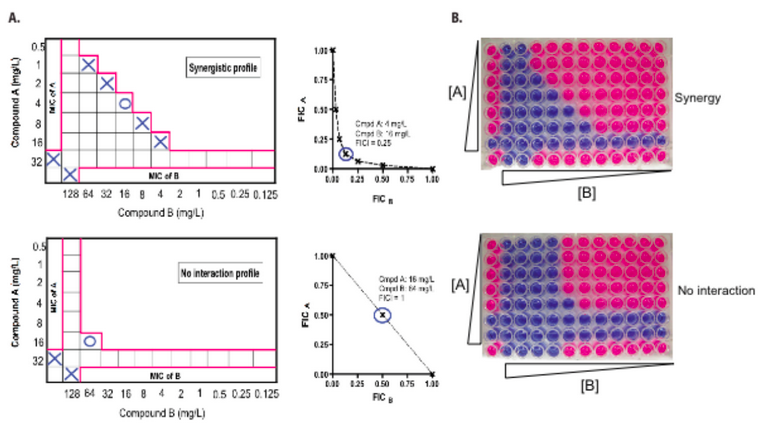 A.
B.
0.5
1
2
4
8
16
32
Compound A (mg/L)
MIC of A
Synergistic profile
MIC of B
128 64 32 16 8 4 2 1 0.5 0.25 0.125
Compound B (mg/L)
1.00
0.75
0.50
0.25
0.00
FIC A
Cmpd A: 4 mg/L
Cmpd B: 16 mg/L
FICI = 0.25
0.00 0.25 0.50 0.75 1.00
FIC B
[A]
Synergy
[B]
0.5
1
2
4
8
16
32
Compound A (mg/L)
MIC of A
No interaction profile
MIC of B
128 64 32 16 8 4 2 1 0.5 0.25 0.125
Compound B (mg/L)
1.00
0.75
0.50
0.25
0.00
FIC A
Cmpd A: 16 mg/L
Cmpd B: 64 mg/L
FICI = 1
0.00 0.25 0.50 0.75 1.00
FIC B
[A]
No interaction
[B]